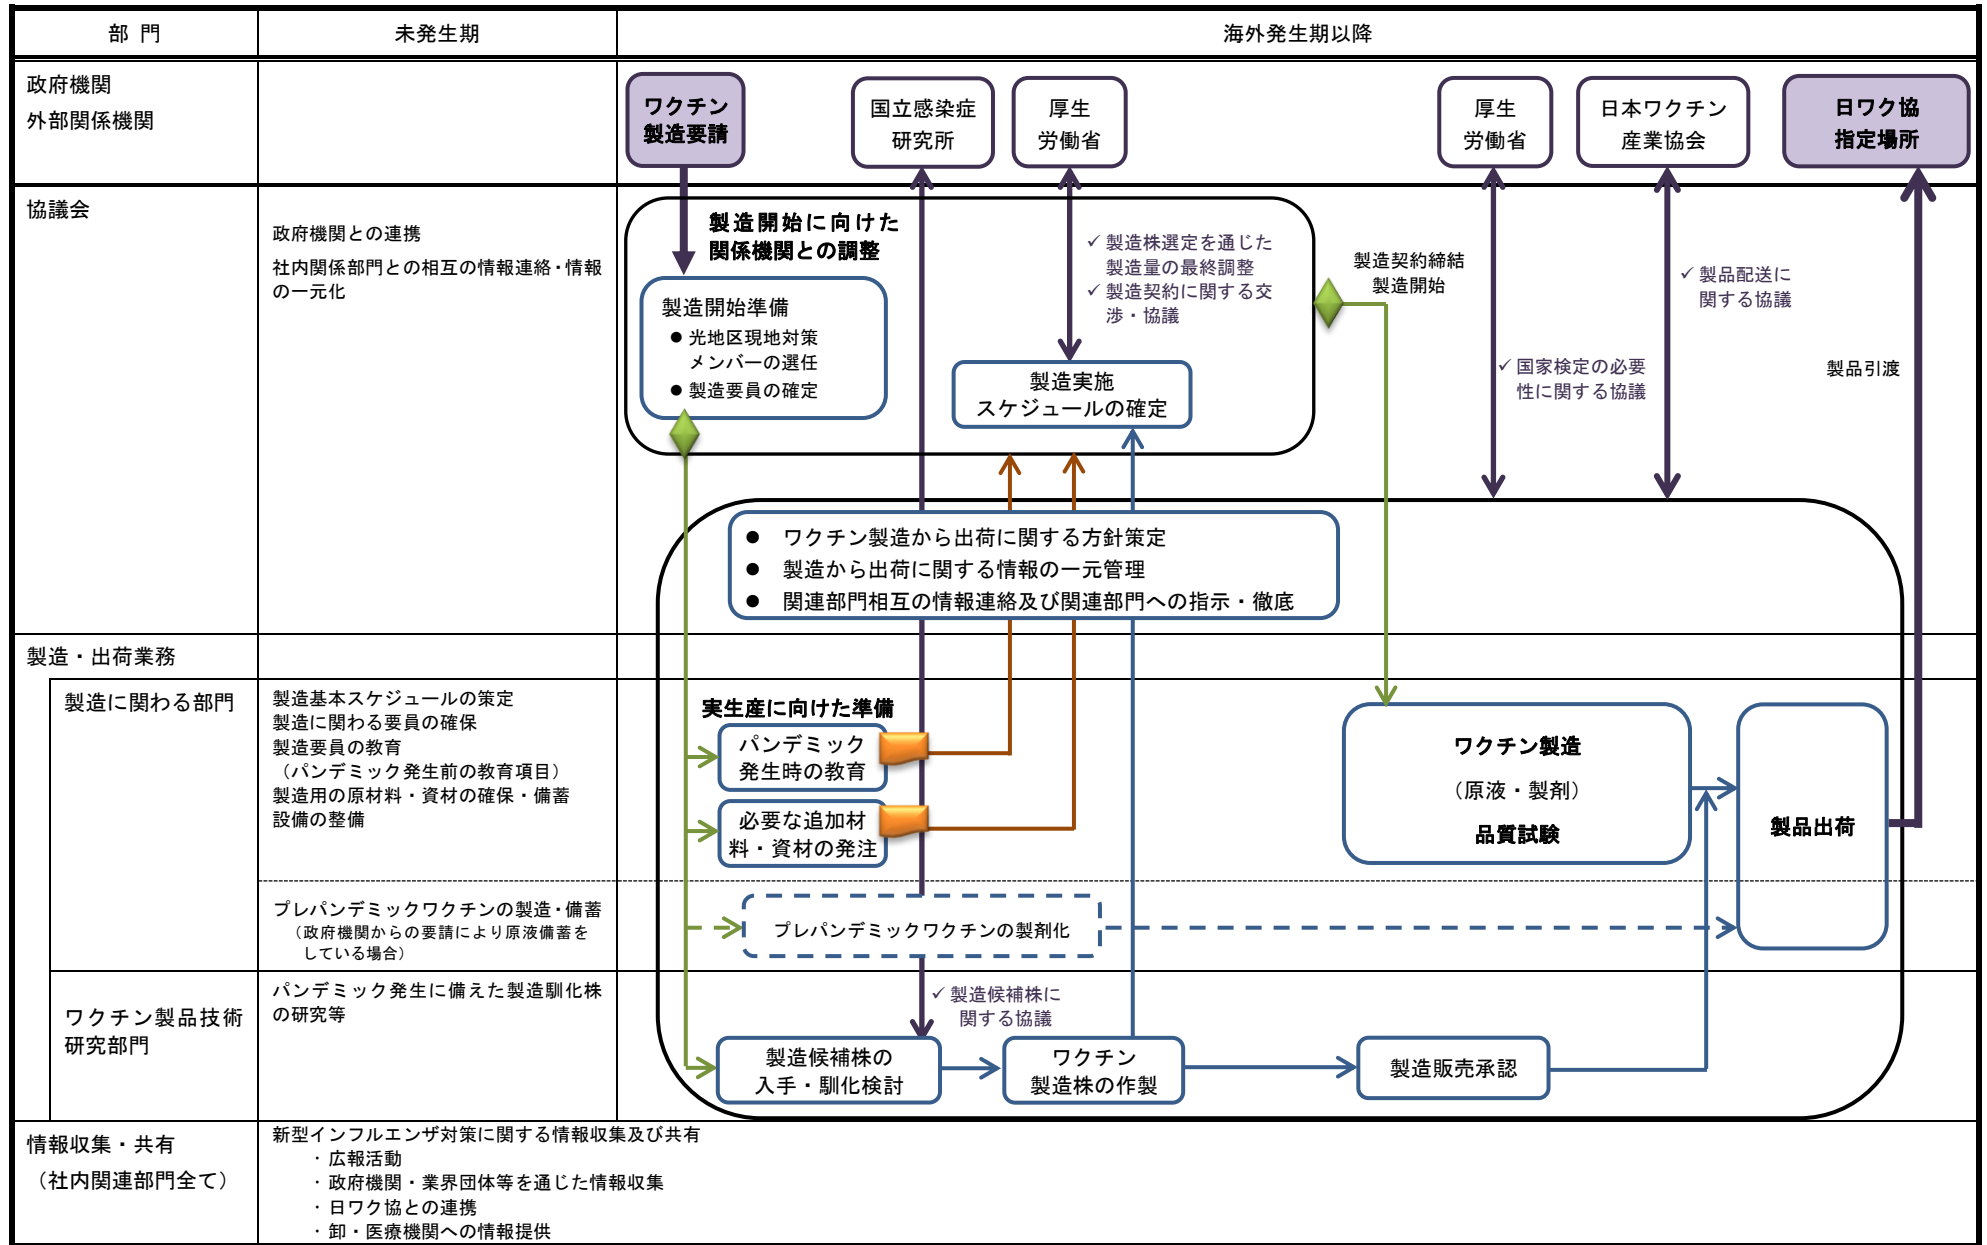 部 門
未発生期
海外発生期以降
政府機関
外部関係機関
ワクチン
製造要請
国立感染症
研究所
厚生
労働省
厚生
労働省
日本ワクチン
産業協会
日ワク協
指定場所
協議会
政府機関との連携
社内関係部門との相互の情報連絡・情報
の一元化
製造開始に向けた
関係機関との調整
製造開始準備
● 光地区現地対策
メンバーの選任
● 製造要員の確定
✓ 製造株選定を通じた
製造量の最終調整
✓ 製造契約に関する交
渉・協議
製造実施
スケジュールの確定
製造契約締結
製造開始
✓ 国家検定の必要
性に関する協議
✓ 製品配送に
関する協議
製品引渡
● ワクチン製造から出荷に関する方針策定
● 製造から出荷に関する情報の一元管理
● 関連部門相互の情報連絡及び関連部門への指示・徹底
製造・出荷業務
製造に関わる部門
製造基本スケジュールの策定
製造に関わる要員の確保
製造要員の教育
（パンデミック発生前の教育項目）
製造用の原材料・資材の確保・備蓄
設備の整備
実生産に向けた準備
パンデミック
発生時の教育
必要な追加材
料・資材の発注
ワクチン製造
（原液・製剤）
品質試験
製品出荷
プレパンデミックワクチンの製造・備蓄
（政府機関からの要請により原液備蓄を
している場合）
プレパンデミックワクチンの製剤化
ワクチン製品技術
研究部門
パンデミック発生に備えた製造馴化株
の研究等
✓ 製造候補株に
関する協議
製造候補株の
入手・馴化検討
ワクチン
製造株の作製
製造販売承認
情報収集・共有
（社内関連部門全て）
新型インフルエンザ対策に関する情報収集及び共有
・広報活動
・政府機関・業界団体等を通じた情報収集
・日ワク協との連携
・卸・医療機関への情報提供